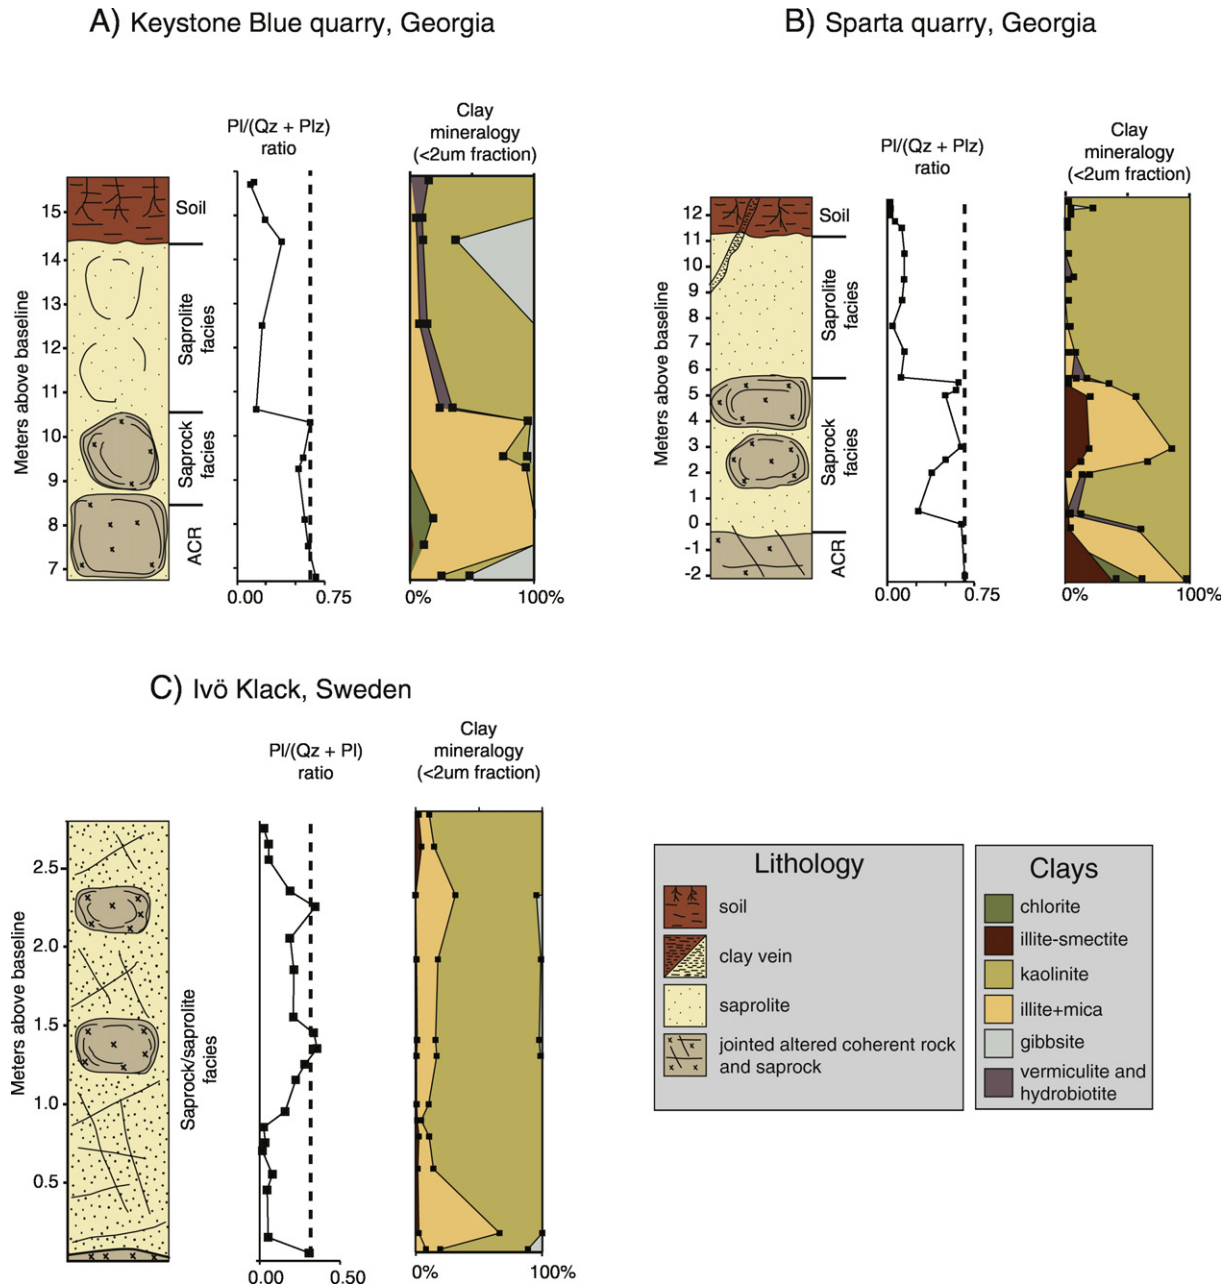 A) Keystone Blue quarry, Georgia
Pl/(Qz + Plz)
ratio
Clay
mineralogy
(<2um fraction)
Meters above baseline
15
14
13
12
11
10
9
8
7
Soil
Saprolite
facies
Saprock
facies
ACR
0.00
0.75
0%
100%
B) Sparta quarry, Georgia
Pl/(Qz + Plz)
ratio
Clay
mineralogy
(<2um fraction)
Meters above baseline
12
11
10
9
8
7
6
5
4
3
2
1
0
-1
-2
Soil
Saprolite
facies
Saprock
facies
ACR
0.00
0.75
0%
100%
C) Ivö Klack, Sweden
Pl/(Qz + Pl)
ratio
Clay
mineralogy
(<2um fraction)
Meters above baseline
2.5
2.0
1.5
1.0
0.5
Saprock/saprolite
facies
0.00
0.50
0%
100%
Lithology
soil
clay vein
saprolite
jointed altered coherent rock
and saprock
Clays
chlorite
illite-smectite
kaolinite
illite+mica
gibbsite
vermiculite and
hydrobiotite